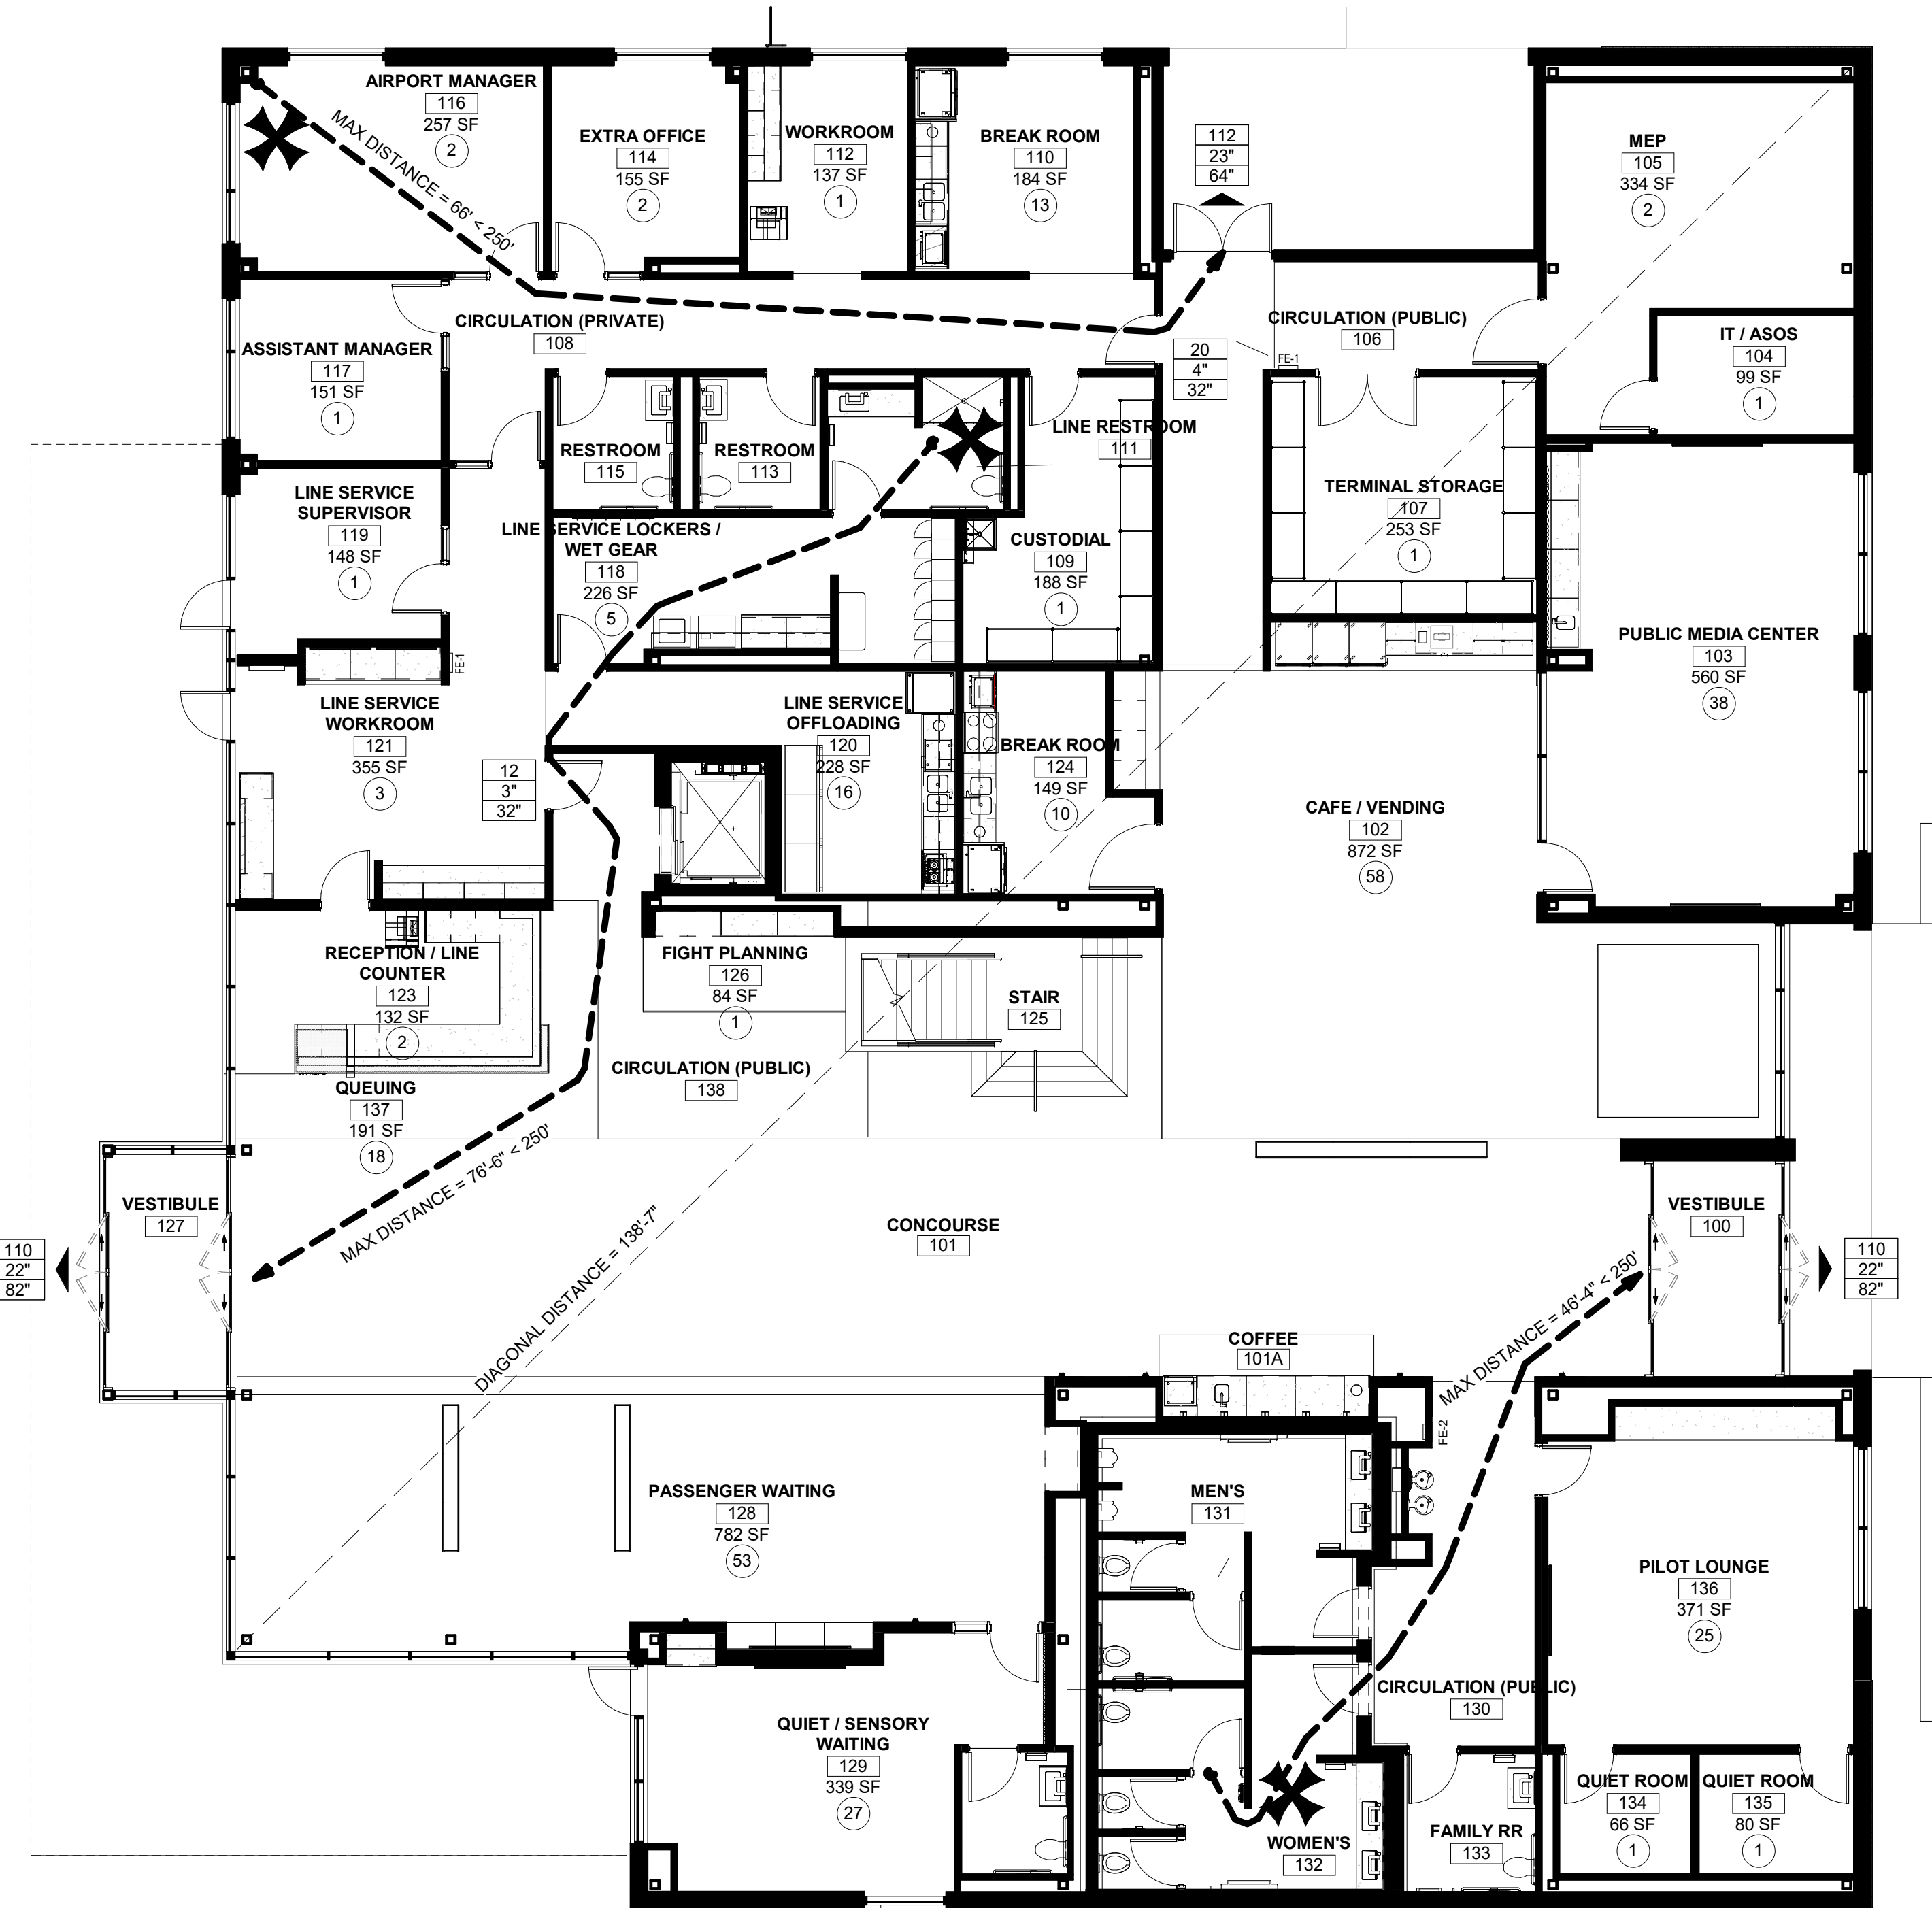 AIRPORT MANAGER
116
257 SF
2
MAX DISTANCE = 66' < 250'
EXTRA OFFICE
114
155 SF
2
WORKROOM
112
137 SF
1
BREAK ROOM
110
184 SF
13
112
23"
64"
MEP
105
334 SF
2
CIRCULATION (PRIVATE)
108
CIRCULATION (PUBLIC)
106
IT / ASOS
104
99 SF
1
ASSISTANT MANAGER
117
151 SF
1
20
4"
32"
FE-1
RESTROOM
115
RESTROOM
113
LINE RESTROOM
111
LINE SERVICE
SUPERVISOR
119
148 SF
1
LINE SERVICE LOCKERS /
WET GEAR
118
226 SF
5
CUSTODIAL
109
188 SF
1
TERMINAL STORAGE
107
253 SF
1
PUBLIC MEDIA CENTER
103
560 SF
38
FE-1
LINE SERVICE
WORKROOM
121
355 SF
3
12
3"
32"
LINE SERVICE
OFFLOADING
120
228 SF
16
BREAK ROOM
124
149 SF
10
CAFE / VENDING
102
872 SF
58
RECEPTION / LINE
COUNTER
123
132 SF
2
FIGHT PLANNING
126
84 SF
1
STAIR
125
CIRCULATION (PUBLIC)
138
QUEUING
137
191 SF
18
MAX DISTANCE = 76'-6" < 250'
VESTIBULE
127
110
22"
82"
CONCOURSE
101
VESTIBULE
100
110
22"
82"
DIAGONAL DISTANCE = 138'-7"
MAX DISTANCE = 46'-4" < 250'
COFFEE
101A
FE-2
PASSENGER WAITING
128
782 SF
53
MEN'S
131
PILOT LOUNGE
136
371 SF
25
CIRCULATION (PUBLIC)
130
QUIET / SENSORY
WAITING
129
339 SF
27
WOMEN'S
132
FAMILY RR
133
QUIET ROOM
134
66 SF
1
QUIET ROOM
135
80 SF
1